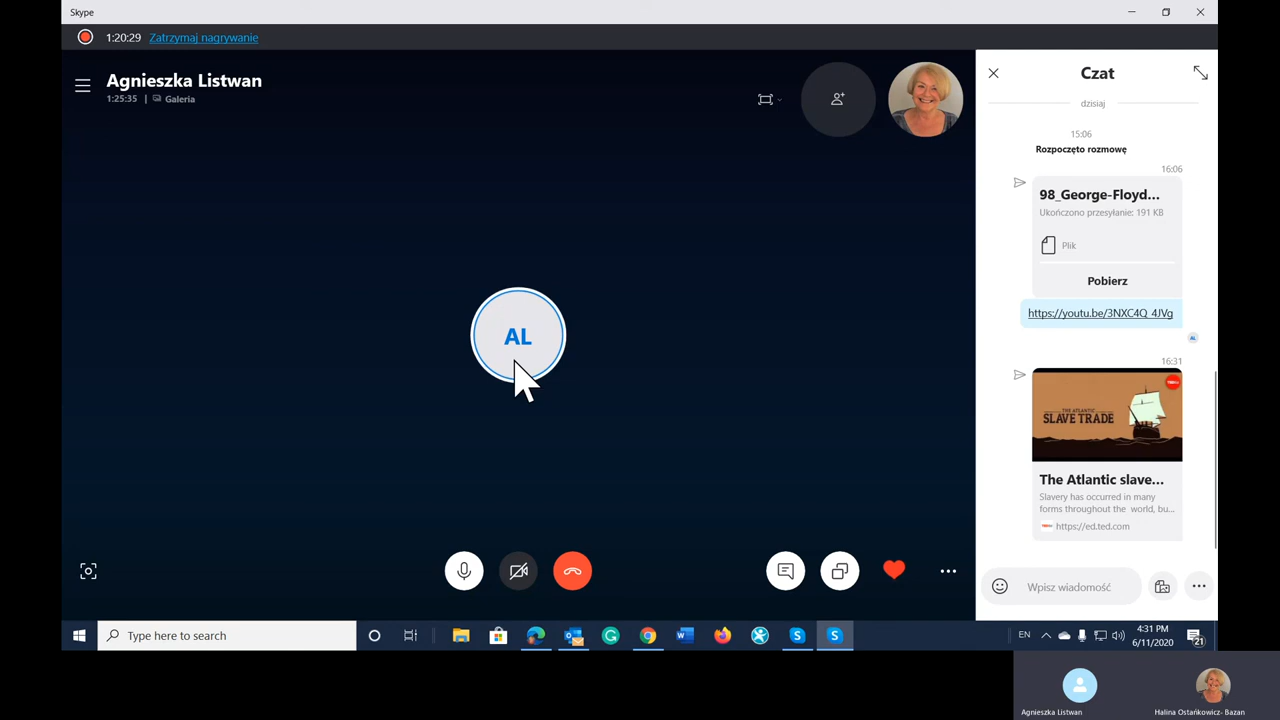 Skype
1:20:29 Zatrzymaj nagrywanie
Agnieszka Listwan
1:25:35 | Galeria
AL
Czat
dzisiaj
15:06
Rozpoczęto rozmowę
16:06
98_George-Floyd...
Ukończono przesyłanie: 191 KB
Plik
Pobierz
https://youtu.be/3NXC4Q_4JVg
AL
16:31
THE ATLANTIC
SLAVE TRADE
The Atlantic slave...
Slavery has occurred in many
forms throughout the world, bu...
https://ed.ted.com
Wpisz wiadomość
Type here to search
EN
4:31 PM
6/11/2020
21
Agnieszka Listwan
Halina Ostańkowicz- Bazan